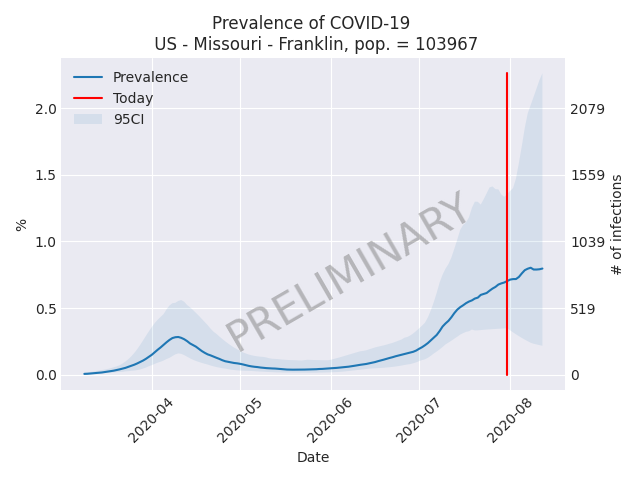 Prevalence of COVID-19
US - Missouri - Franklin, pop. = 103967
Prevalence
Today
95CI
PRELIMINARY
%
2.0
1.5
1.0
0.5
0.0
2079
1559
1039
519
0
# of infections
2020-04
2020-05
2020-06
2020-07
2020-08
Date